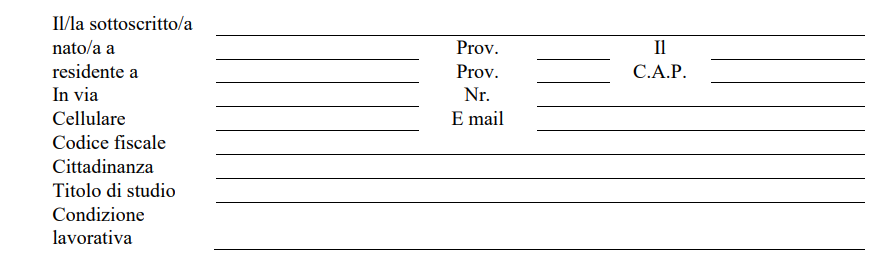 Il/la sottoscritto/a
nato/a a Prov. Il
residente a Prov. C.A.P.
In via Nr.
Cellulare E mail
Codice fiscale
Cittadinanza
Titolo di studio
Condizione
lavorativa